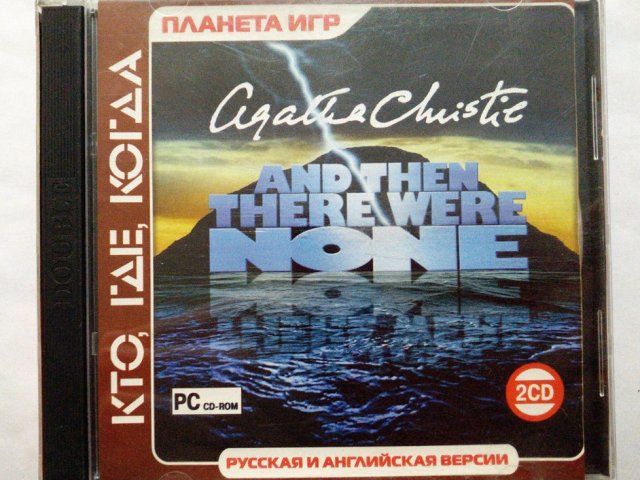 ПЛАНЕТА ИГР
КТО, ГДЕ, КОГДА
DOUBLE
Agatha Christie
AND THEN
THERE WERE
NONE
PC CD-ROM
2CD
РУССКАЯ И АНГЛИЙСКАЯ ВЕРСИИ